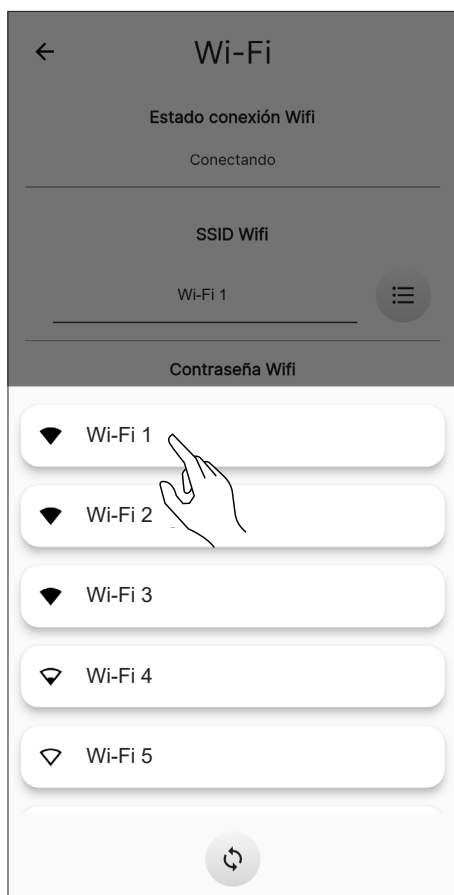 Wi-Fi
Estado conexión Wifi
Conectando
SSID Wifi
Wi-Fi 1
Contraseña Wifi
Wi-Fi 1
Wi-Fi 2
Wi-Fi 3
Wi-Fi 4
Wi-Fi 5